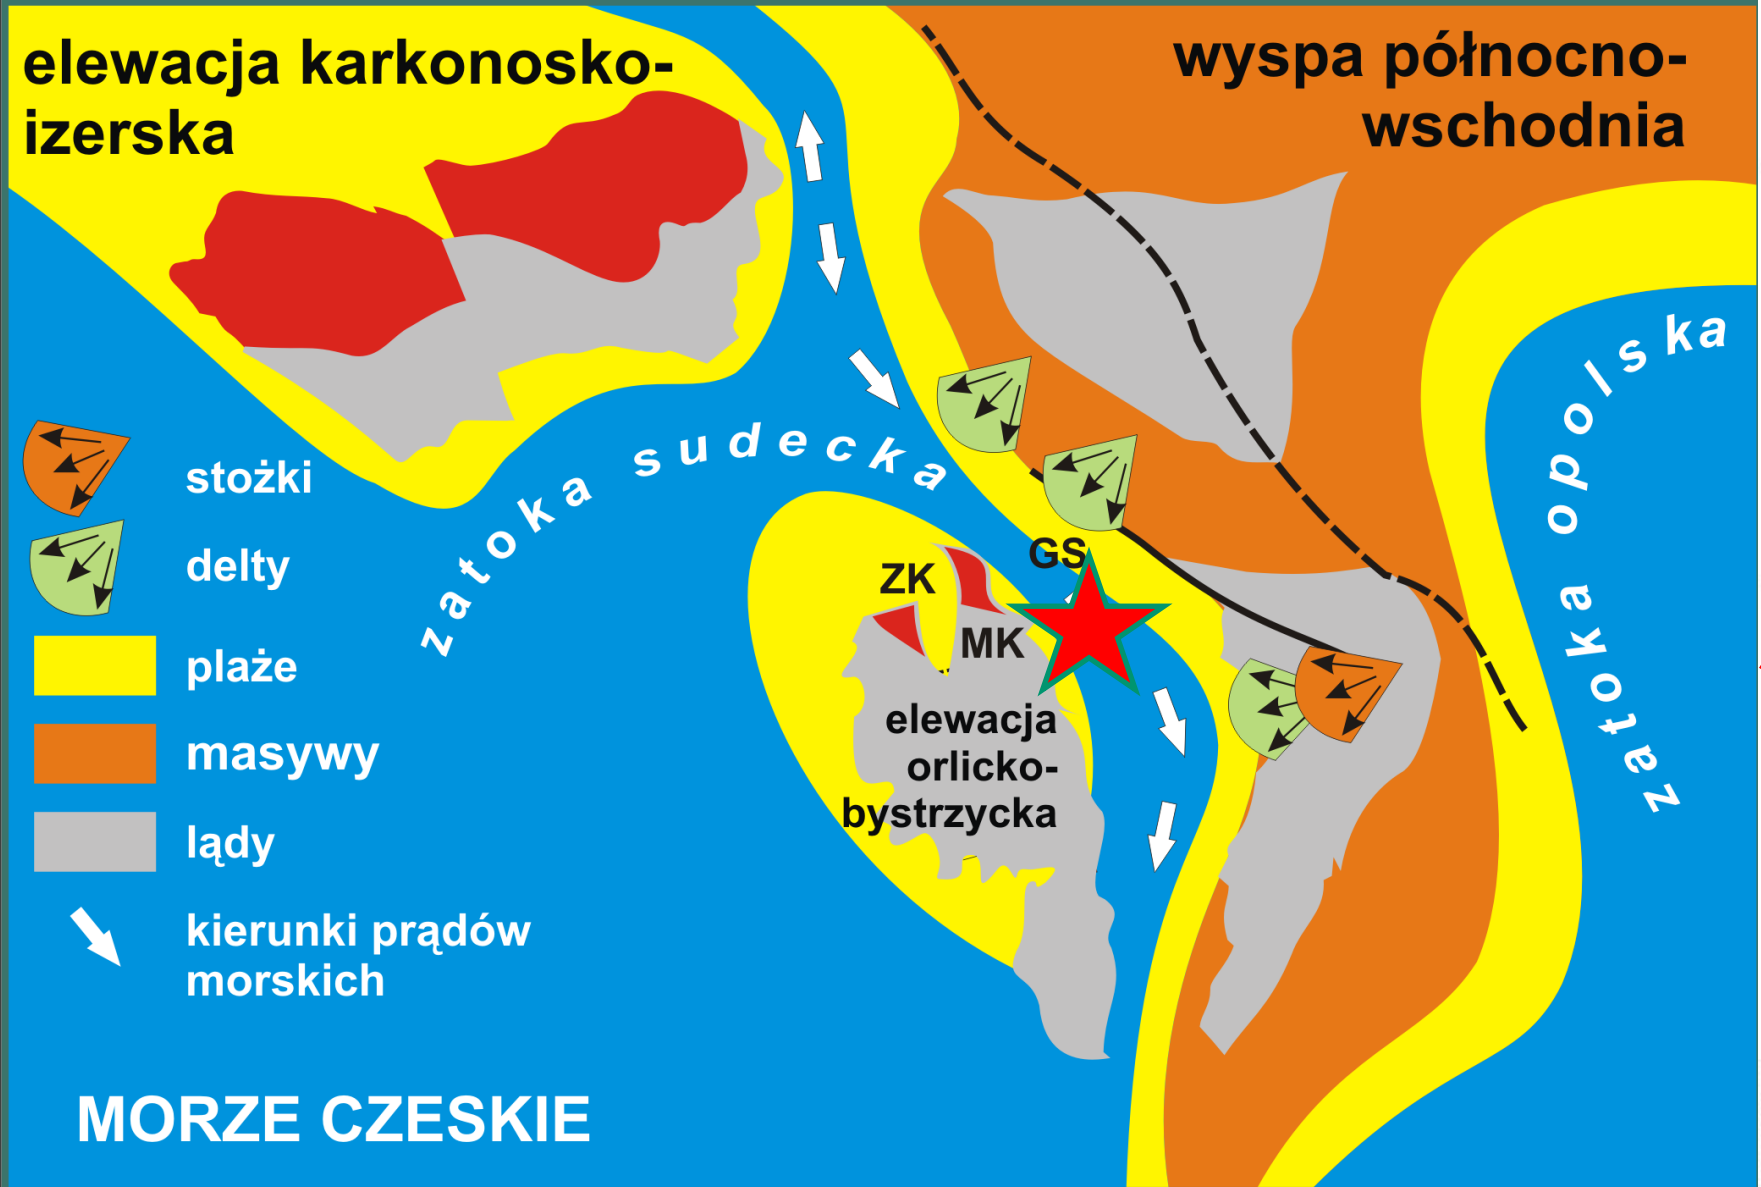 elewacja karkonosko-
izerska
wyspa północno-
wschodnia
zatoka sudecka
zatoka opolska
stożki
delty
plaże
masywy
lądy
kierunki prądów
morskich
GS
ZK
MK
elewacja
orlicko-
bystrzycka
MORZE CZESKIE